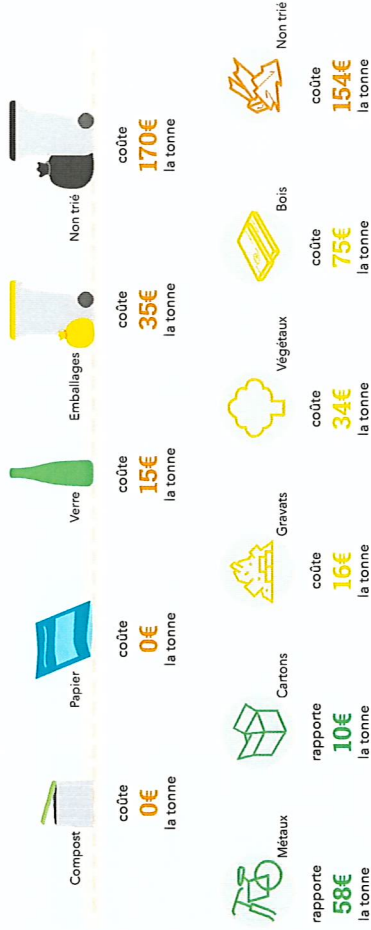 Compost
coûte
0€
la tonne
Papier
coûte
0€
la tonne
Verre
coûte
15€
la tonne
Emballages
coûte
35€
la tonne
Non trié
coûte
170€
la tonne
Métaux
rapporte
58€
la tonne
Cartons
rapporte
10€
la tonne
Gravats
coûte
16€
la tonne
Végétaux
coûte
34€
la tonne
Bois
coûte
75€
la tonne
Non trié
coûte
154€
la tonne